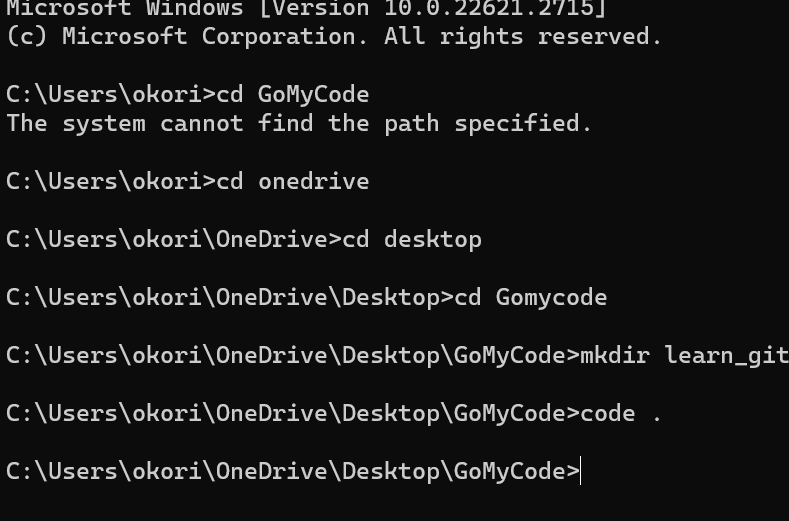 Microsoft Windows [Version 10.0.22621.2715]
(c) Microsoft Corporation. All rights reserved.
C:\Users\okori>cd GoMyCode
The system cannot find the path specified.
C:\Users\okori>cd onedrive
C:\Users\okori\OneDrive>cd desktop
C:\Users\okori\OneDrive\Desktop>cd Gomycode
C:\Users\okori\OneDrive\Desktop\GoMyCode>mkdir learn_git
C:\Users\okori\OneDrive\Desktop\GoMyCode>code .
C:\Users\okori\OneDrive\Desktop\GoMyCode>